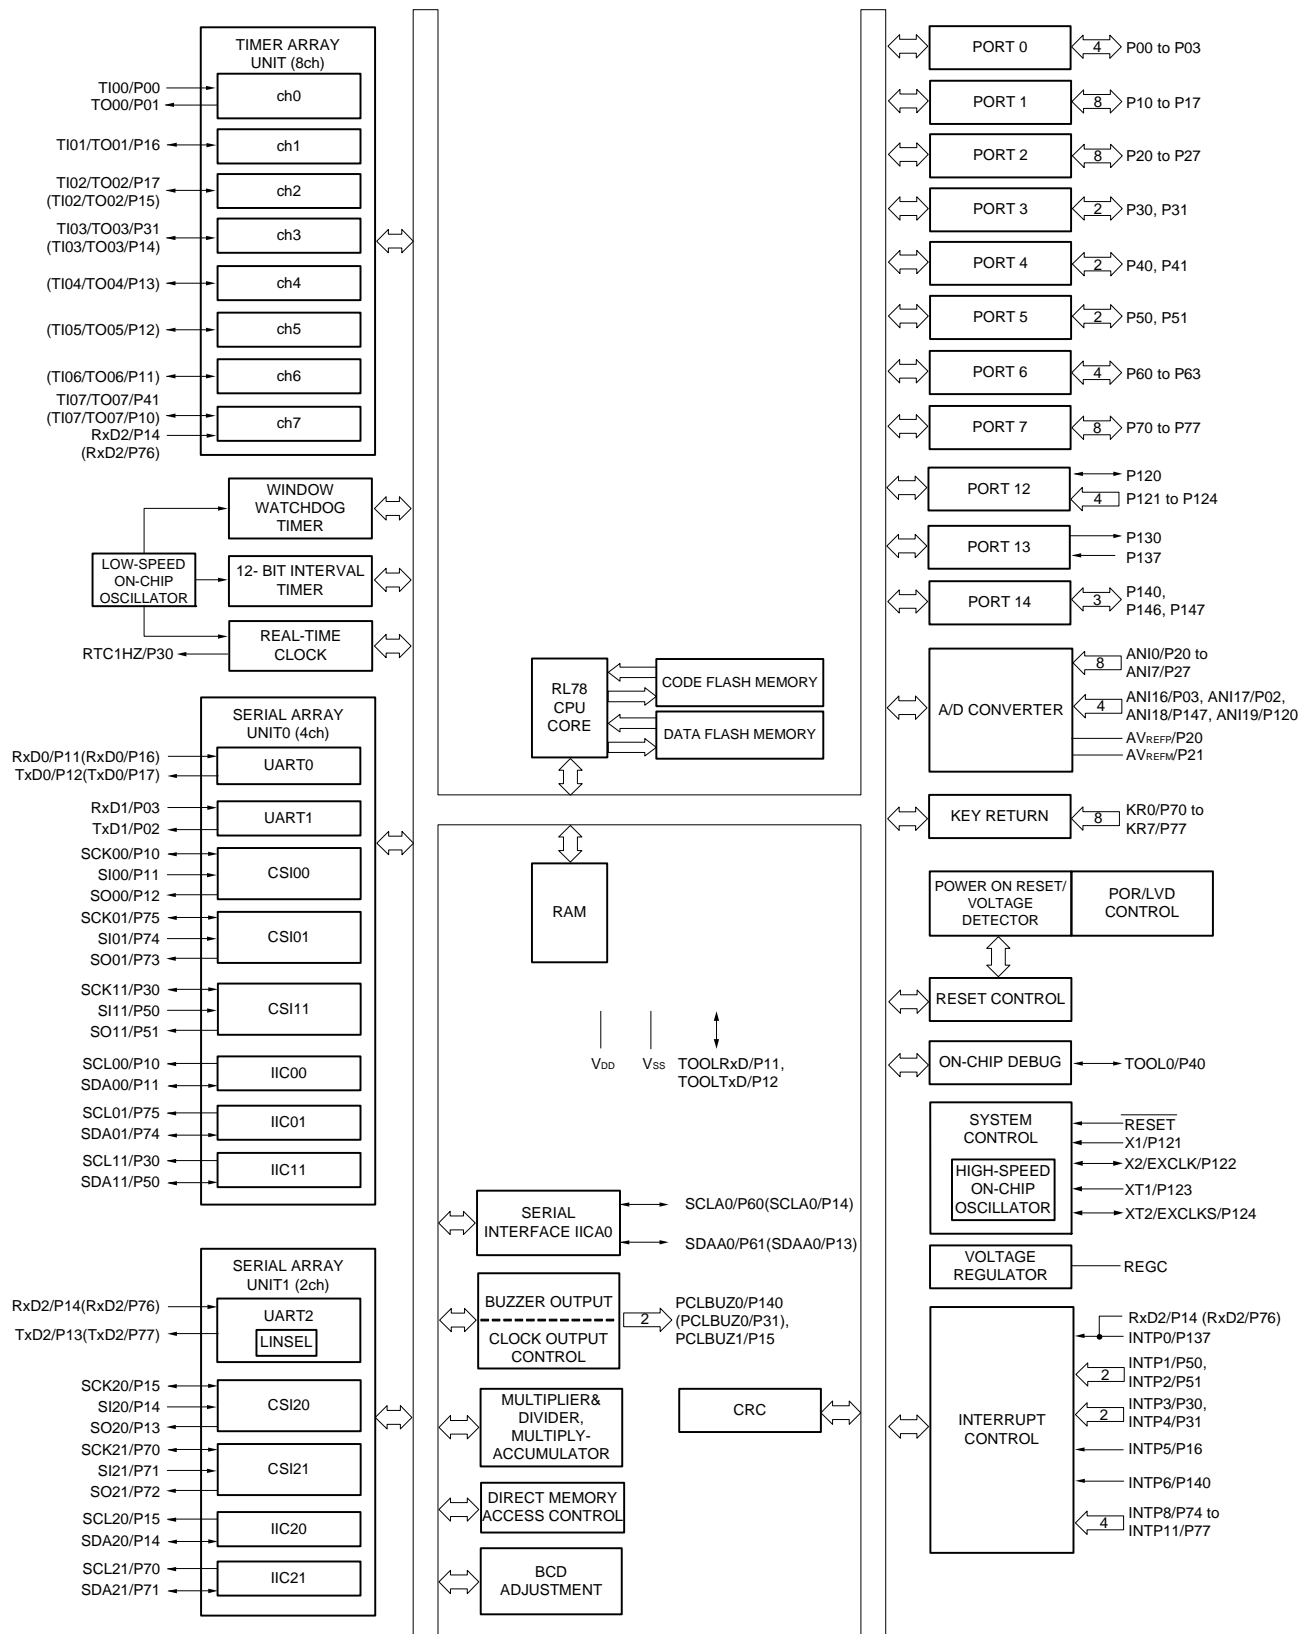 TIMER ARRAY
UNIT (8ch)
TI00/P00
TO00/P01
ch0
TI01/TO01/P16
ch1
TI02/TO02/P17
(TI02/TO02/P15)
ch2
TI03/TO03/P31
(TI03/TO03/P14)
ch3
(TI04/TO04/P13)
ch4
(TI05/TO05/P12)
ch5
(TI06/TO06/P11)
ch6
TI07/TO07/P41
(TI07/TO07/P10)
RxD2/P14
(RxD2/P76)
ch7
WINDOW
WATCHDOG
TIMER
LOW-SPEED
ON-CHIP
OSCILLATOR
12- BIT INTERVAL
TIMER
RTC1HZ/P30
REAL-TIME
CLOCK
SERIAL ARRAY
UNIT0 (4ch)
RxD0/P11(RxD0/P16)
TxD0/P12(TxD0/P17)
UART0
RxD1/P03
TxD1/P02
UART1
SCK00/P10
SI00/P11
SO00/P12
CSI00
SCK01/P75
SI01/P74
SO01/P73
CSI01
SCK11/P30
SI11/P50
SO11/P51
CSI11
SCL00/P10
SDA00/P11
IIC00
SCL01/P75
SDA01/P74
IIC01
SCL11/P30
SDA11/P50
IIC11
SERIAL ARRAY
UNIT1 (2ch)
RxD2/P14(RxD2/P76)
TxD2/P13(TxD2/P77)
UART2
LINSEL
SCK20/P15
SI20/P14
SO20/P13
CSI20
SCK21/P70
SI21/P71
SO21/P72
CSI21
SCL20/P15
SDA20/P14
IIC20
SCL21/P70
SDA21/P71
IIC21
RL78
CPU
CORE
CODE FLASH MEMORY
DATA FLASH MEMORY
RAM
VDD
VSS
TOOLRxD/P11,
TOOLTxD/P12
SERIAL
INTERFACE IICA0
SCLA0/P60(SCLA0/P14)
SDAA0/P61(SDAA0/P13)
BUZZER OUTPUT
CLOCK OUTPUT
CONTROL
2
PCLBUZ0/P140
(PCLBUZ0/P31),
PCLBUZ1/P15
MULTIPLIER&
DIVIDER,
MULTIPLY-
ACCUMULATOR
CRC
DIRECT MEMORY
ACCESS CONTROL
BCD
ADJUSTMENT
PORT 0
4
P00 to P03
PORT 1
8
P10 to P17
PORT 2
8
P20 to P27
PORT 3
2
P30, P31
PORT 4
2
P40, P41
PORT 5
2
P50, P51
PORT 6
4
P60 to P63
PORT 7
8
P70 to P77
PORT 12
P120
4
P121 to P124
PORT 13
P130
P137
PORT 14
3
P140,
P146, P147
A/D CONVERTER
8
ANI0/P20 to
ANI7/P27
4
ANI16/P03, ANI17/P02,
ANI18/P147, ANI19/P120
AVREFP/P20
AVREFM/P21
KEY RETURN
8
KR0/P70 to
KR7/P77
POWER ON RESET/
VOLTAGE
DETECTOR
POR/LVD
CONTROL
RESET CONTROL
ON-CHIP DEBUG
TOOL0/P40
SYSTEM
CONTROL
HIGH-SPEED
ON-CHIP
OSCILLATOR
RESET
X1/P121
X2/EXCLK/P122
XT1/P123
XT2/EXCLKS/P124
VOLTAGE
REGULATOR
REGC
INTERRUPT
CONTROL
RxD2/P14 (RxD2/P76)
INTP0/P137
2
INTP1/P50,
INTP2/P51
2
INTP3/P30,
INTP4/P31
INTP5/P16
INTP6/P140
4
INTP8/P74 to
INTP11/P77